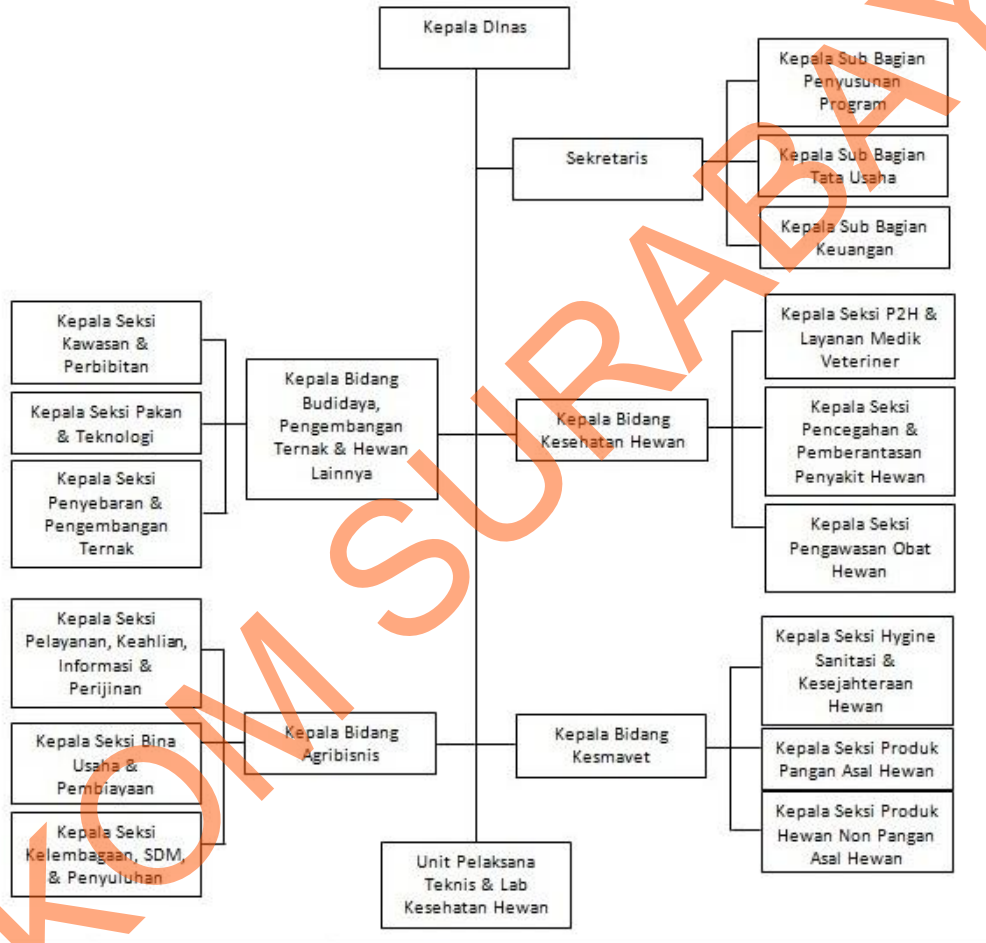 Kepala DInas
Kepala Sub Bagian
Penyusunan
Program
Sekretaris
Kepala Sub Bagian
Tata Usaha
Kepala Sub Bagian
Keuangan
Kepala Seksi
Kawasan &
Perbibitan
Kepala Seksi Pakan
& Teknologi
Kepala Seksi
Penyebaran &
Pengembangan
Ternak
Kepala Bidang
Budidaya,
Pengembangan
Ternak & Hewan
Lainnya
Kepala Bidang
Kesehatan Hewan
Kepala Seksi P2H &
Layanan Medik
Veteriner
Kepala Seksi
Pencegahan &
Pemberantasan
Penyakit Hewan
Kepala Seksi
Pengawasan Obat
Hewan
Kepala Seksi
Pelayanan, Keahlian,
Informasi &
Perijinan
Kepala Seksi Bina
Usaha &
Pembiayaan
Kepala Seksi
Kelembagaan, SDM,
& Penyuluhan
Kepala Bidang
Agribisnis
Kepala Bidang
Kesmavet
Kepala Seksi Hygine
Sanitasi &
Kesejahteraan
Hewan
Kepala Seksi Produk
Pangan Asal Hewan
Kepala Seksi Produk
Hewan Non Pangan
Asal Hewan
Unit Pelaksana
Teknis & Lab
Kesehatan Hewan
KOM SURABAY